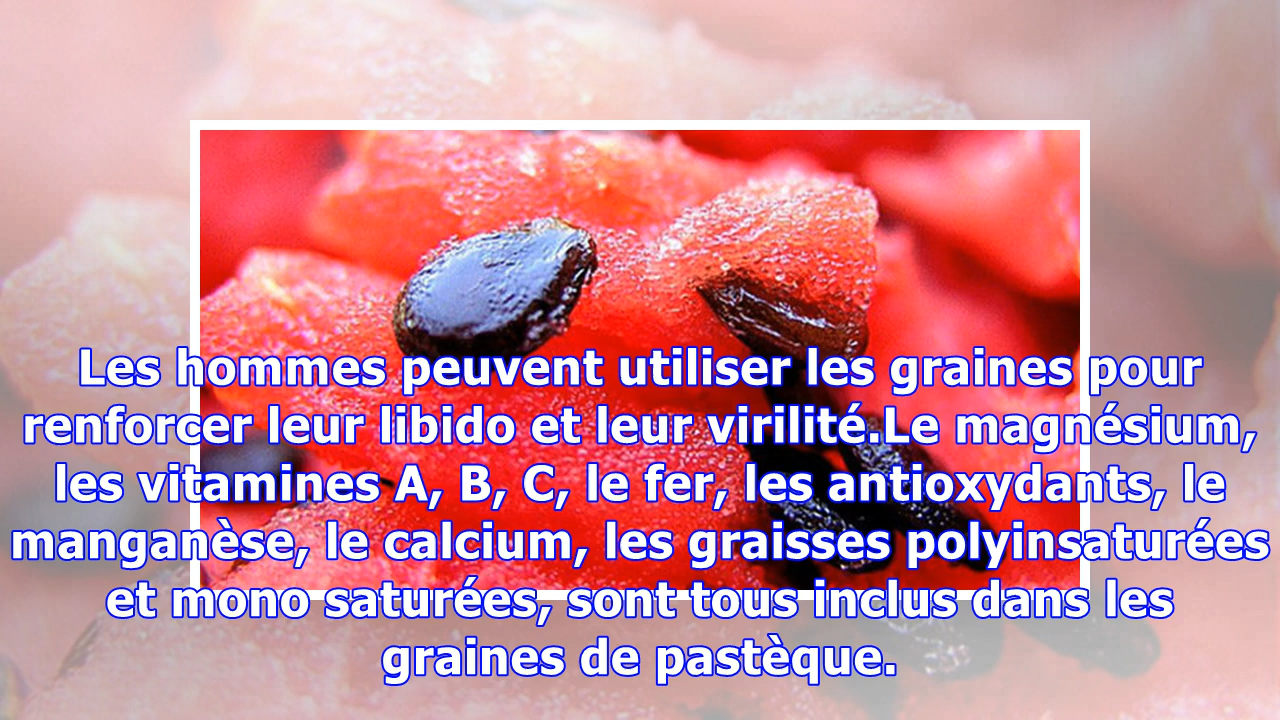 Les hommes peuvent utiliser les graines pour
renforcer leur libido et leur virilité.Le magnésium,
les vitamines A, B, C, le fer, les antioxydants, le
manganèse, le calcium, les graisses polyinsaturées
et mono saturées, sont tous inclus dans les
graines de pastèque.